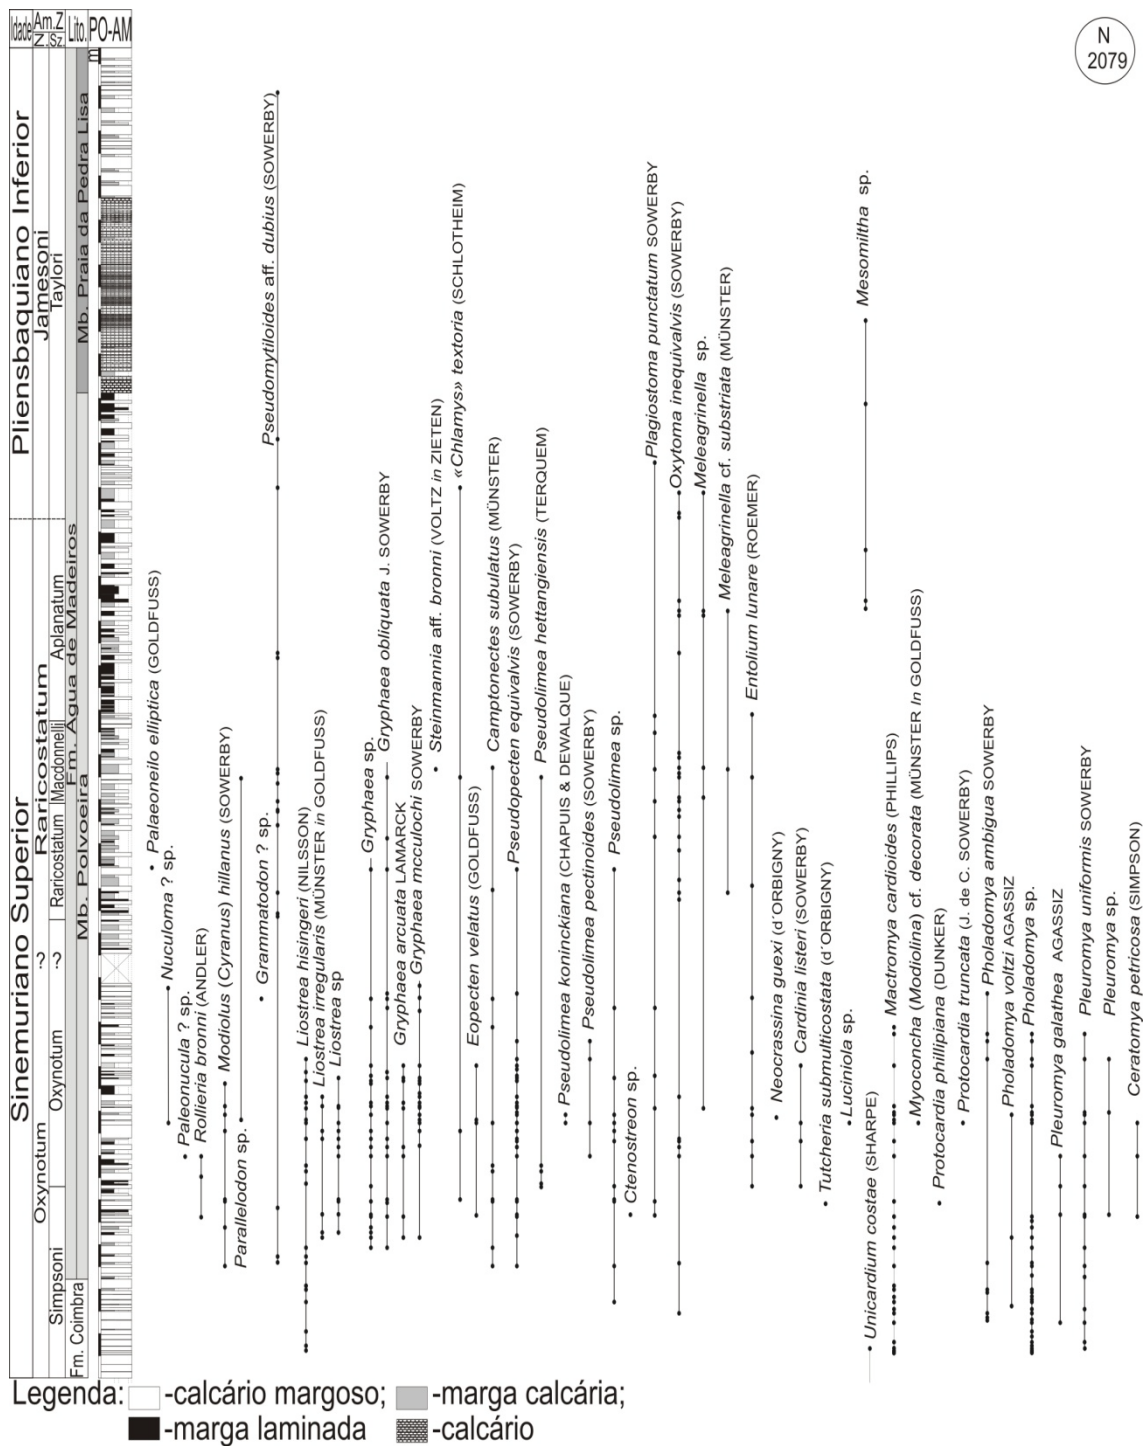 Idade
Am.Z
Z.
Sz.
Lito.
PO-AM
m
N
2079
Pliensbaquiano Inferior
Jamesoni
Taylori
Mb. Praia da Pedra Lisa
Sinemuriano Superior
Raricostatum
Aplanatum
Macdonnelli
Raricostatum
-?
-?
Oxynotum
Oxynotum
Simpsoni
Fm. Água de Madeiros
Mb. Polvoeira
Fm. Coimbra
Palaeoneilo elliptica (GOLDFUSS)
Nuculoma ? sp.
Paleonucula ? sp.
Rollieria bronni (ANDLER)
Modiolus (Cyranus) hillanus (SOWERBY)
Parallelodon sp.
Grammatodon ? sp.
Pseudomytiloides aff. dubius (SOWERBY)
Liostrea hisingeri (NILSSON)
Liostrea irregularis (MÜNSTER in GOLDFUSS)
Liostrea sp
Gryphaea sp.
Gryphaea obliquata J. SOWERBY
Gryphaea arcuata LAMARCK
Gryphaea mcculochi SOWERBY
Steinmannia aff. bronni (VOLTZ in ZIETEN)
«Chlamys» textoria (SCHLOTHEIM)
Eopecten velatus (GOLDFUSS)
Camptonectes subulatus (MÜNSTER)
Pseudopecten equivalvis (SOWERBY)
Pseudolimea hettangiensis (TERQUEM)
Pseudolimea koninckiana (CHAPUIS & DEWALQUE)
Pseudolimea pectinoides (SOWERBY)
Pseudolimea sp.
Ctenostreon sp.
Plagiostoma punctatum SOWERBY
Oxytoma inequivalvis (SOWERBY)
Meleagrinella sp.
Meleagrinella cf. substriata (MÜNSTER)
Entolium lunare (ROEMER)
Neocrassina guexi (d´ORBIGNY)
Cardinia listeri (SOWERBY)
Tutcheria submulticostata (d´ORBIGNY)
Luciniola sp.
Mesomiltha sp.
Unicardium costae (SHARPE)
Mactromya cardioides (PHILLIPS)
Myoconcha (Modiolina) cf. decorata (MÜNSTER In GOLDFUSS)
Protocardia phillipiana (DUNKER)
Protocardia truncata (J. de C. SOWERBY)
Pholadomya ambigua SOWERBY
Pholadomya voltzi AGASSIZ
Pholadomya sp.
Pleuromya galathea AGASSIZ
Pleuromya uniformis SOWERBY
Pleuromya sp.
Ceratomya petricosa (SIMPSON)
Legenda: -calcário margoso; -marga calcária;
-marga laminada -calcário